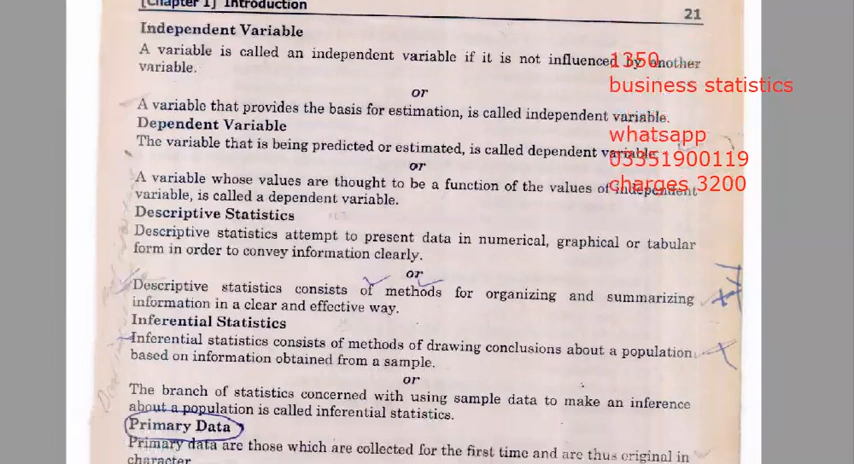 [Chapter 1] Introduction
21
Independent Variable
A variable is called an independent variable if it is not influenced by another
variable.
or
A variable that provides the basis for estimation, is called independent variable.
Dependent Variable
The variable that is being predicted or estimated, is called dependent variable.
or
A variable whose values are thought to be a function of the values of independent
variable, is called a dependent variable.
Descriptive Statistics
Descriptive statistics attempt to present data in numerical, graphical or tabular
form in order to convey information clearly.
or
Descriptive statistics consists of methods for organizing and summarizing
information in a clear and effective way.
Inferential Statistics
Inferential statistics consists of methods of drawing conclusions about a population
based on information obtained from a sample.
or
The branch of statistics concerned with using sample data to make an inference
about a population is called inferential statistics.
Primary Data
Primary data are those which are collected for the first time and are thus original in
character
1350
business statistics
whatsapp
03351900119
charges 3200